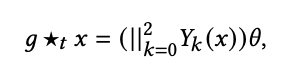 g ⋆_t x = (||_{k=0}^{2} Y_k(x))θ,